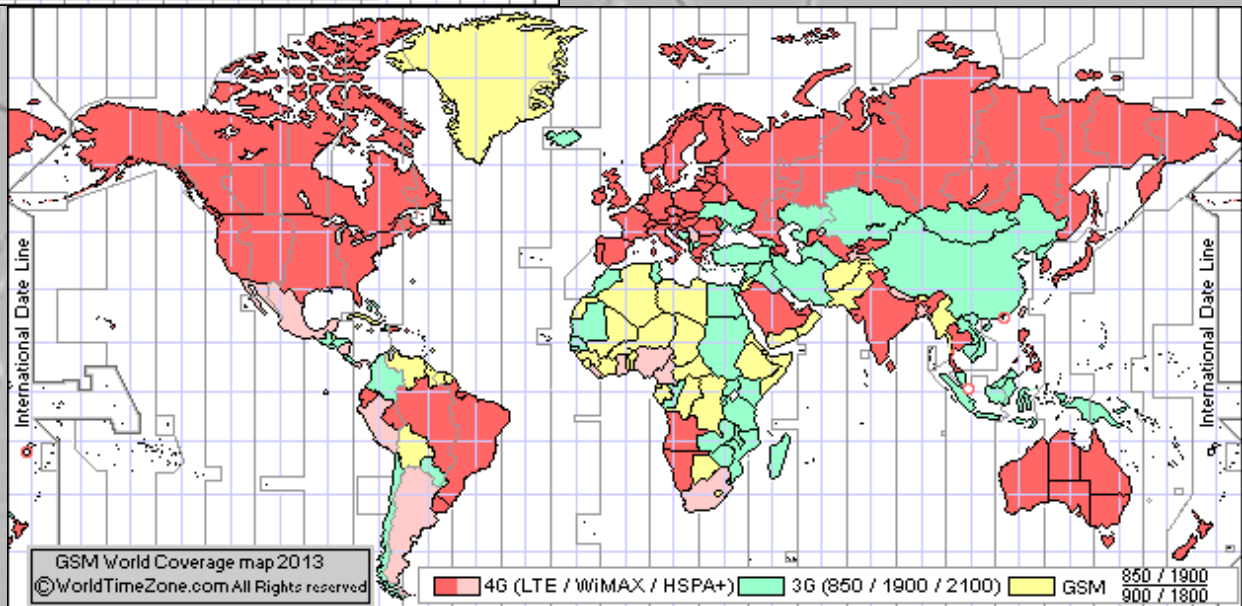 International Date Line
International Date Line
GSM World Coverage map 2013
©WorldTimeZone.com All Rights reserved
4G (LTE / WiMAX / HSPA+) 3G (850 / 1900 / 2100) GSM 850 / 1900
900 / 1800